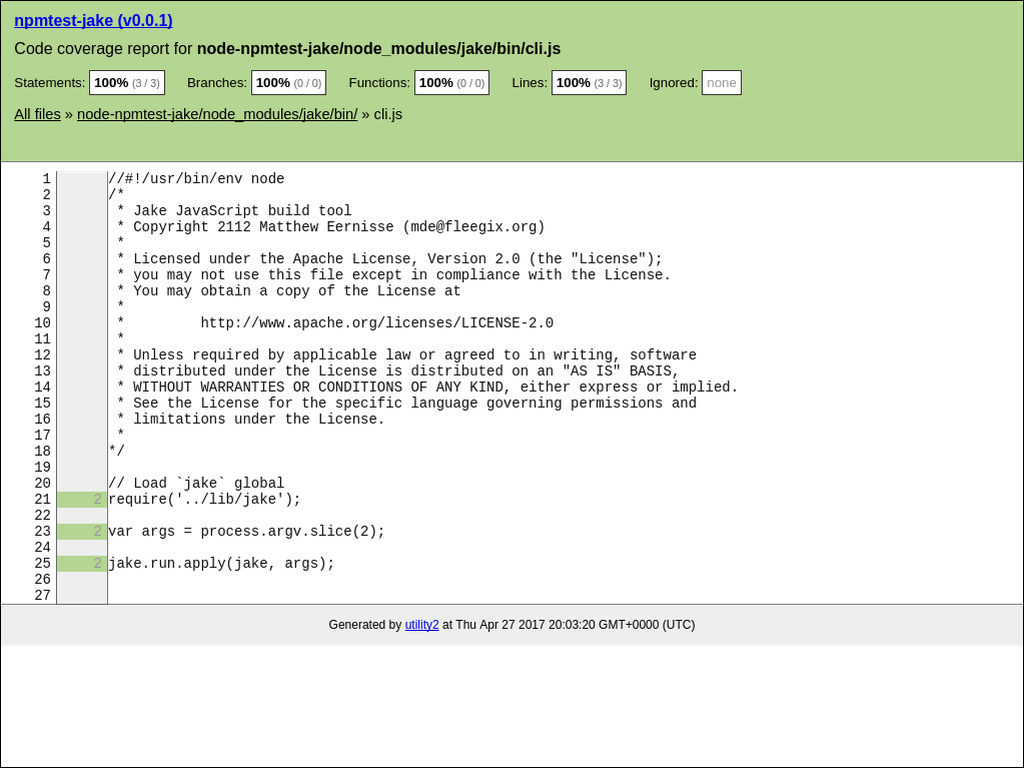 npmtest-jake (v0.0.1)
Code coverage report for node-npmtest-jake/node_modules/jake/bin/cli.js
Statements: 100% (3 / 3) Branches: 100% (0 / 0) Functions: 100% (0 / 0) Lines: 100% (3 / 3) Ignored: none
All files » node-npmtest-jake/node_modules/jake/bin/ » cli.js
1 //#!/usr/bin/env node
2 /*
3  * Jake JavaScript build tool
4  * Copyright 2112 Matthew Eernisse (mde@fleegix.org)
5  *
6  * Licensed under the Apache License, Version 2.0 (the "License");
7  * you may not use this file except in compliance with the License.
8  * You may obtain a copy of the License at
9  *
10  *         http://www.apache.org/licenses/LICENSE-2.0
11  *
12  * Unless required by applicable law or agreed to in writing, software
13  * distributed under the License is distributed on an "AS IS" BASIS,
14  * WITHOUT WARRANTIES OR CONDITIONS OF ANY KIND, either express or implied.
15  * See the License for the specific language governing permissions and
16  * limitations under the License.
17  *
18 */
19
20 // Load `jake` global
21 2 require('../lib/jake');
22
23 2 var args = process.argv.slice(2);
24
25 2 jake.run.apply(jake, args);
26
27
Generated by utility2 at Thu Apr 27 2017 20:03:20 GMT+0000 (UTC)